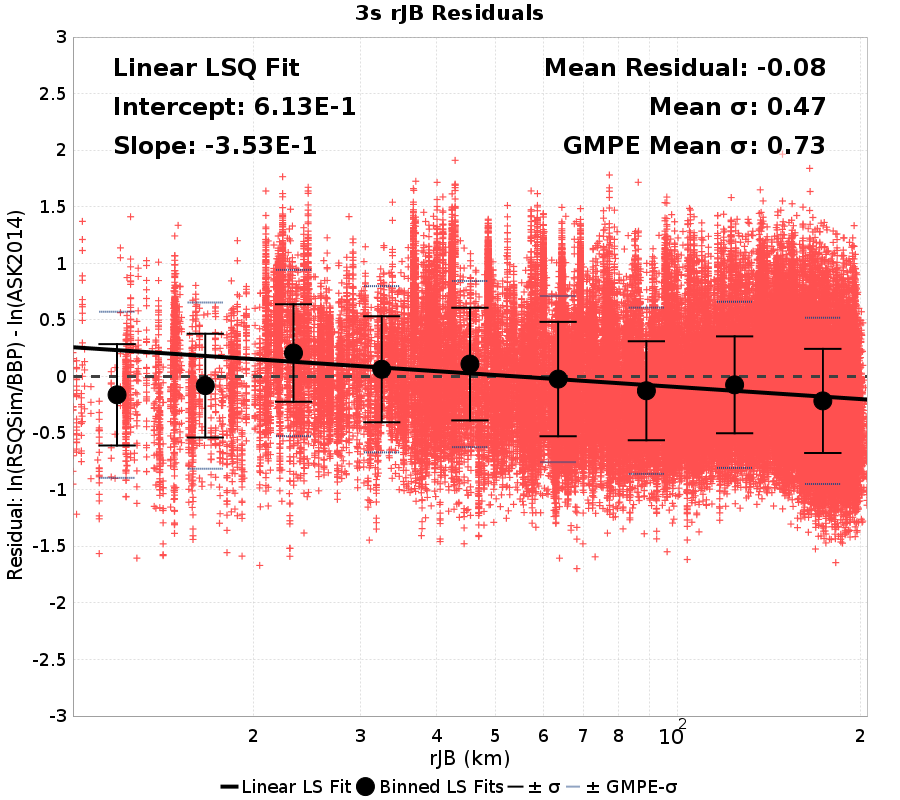 3s rJB Residuals
Linear LSQ Fit
Intercept: 6.13E-1
Slope: -3.53E-1
Mean Residual: -0.08
Mean σ: 0.47
GMPE Mean σ: 0.73
Residual: ln(RSQSim/BBP) - ln(ASK2014)
3
2.5
2
1.5
1
0.5
0
-0.5
-1
-1.5
-2
-2.5
-3
2 3 4 5 6 7 8 10² 2
rJB (km)
Linear LS Fit Binned LS Fits ± σ ± GMPE-σ